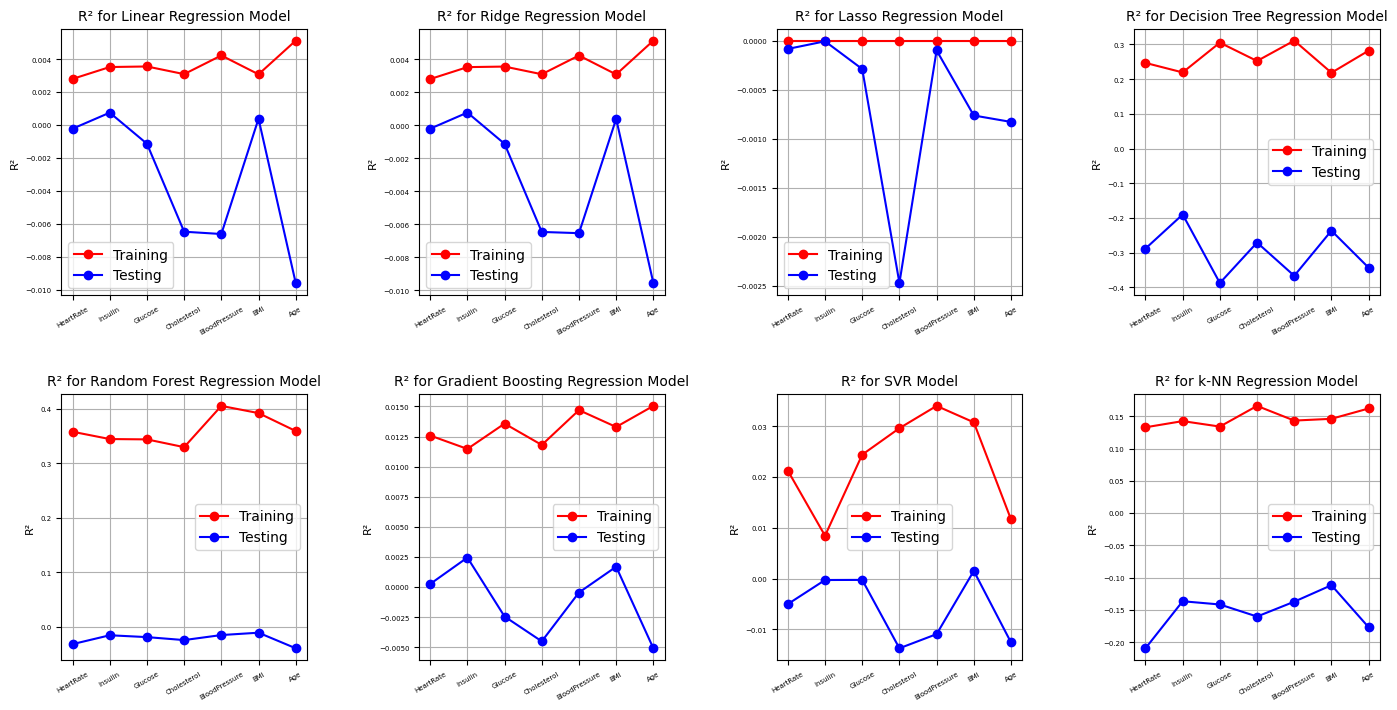 R² for Linear Regression Model
R²
0.004
0.002
0.000
−0.002
−0.004
−0.006
−0.008
−0.010
Training
Testing
HeartRate
Insulin
Glucose
Cholesterol
BloodPressure
BMI
Age
R² for Ridge Regression Model
R²
0.004
0.002
0.000
−0.002
−0.004
−0.006
−0.008
−0.010
Training
Testing
HeartRate
Insulin
Glucose
Cholesterol
BloodPressure
BMI
Age
R² for Lasso Regression Model
R²
0.0000
−0.0005
−0.0010
−0.0015
−0.0020
−0.0025
Training
Testing
HeartRate
Insulin
Glucose
Cholesterol
BloodPressure
BMI
Age
R² for Decision Tree Regression Model
R²
0.3
0.2
0.1
0.0
−0.1
−0.2
−0.3
−0.4
Training
Testing
HeartRate
Insulin
Glucose
Cholesterol
BloodPressure
BMI
Age
R² for Random Forest Regression Model
R²
0.4
0.3
0.2
0.1
0.0
Training
Testing
HeartRate
Insulin
Glucose
Cholesterol
BloodPressure
BMI
Age
R² for Gradient Boosting Regression Model
R²
0.0150
0.0125
0.0100
0.0075
0.0050
0.0025
0.0000
−0.0025
−0.0050
Training
Testing
HeartRate
Insulin
Glucose
Cholesterol
BloodPressure
BMI
Age
R² for SVR Model
R²
0.03
0.02
0.01
0.00
−0.01
Training
Testing
HeartRate
Insulin
Glucose
Cholesterol
BloodPressure
BMI
Age
R² for k-NN Regression Model
R²
0.15
0.10
0.05
0.00
−0.05
−0.10
−0.15
−0.20
Training
Testing
HeartRate
Insulin
Glucose
Cholesterol
BloodPressure
BMI
Age